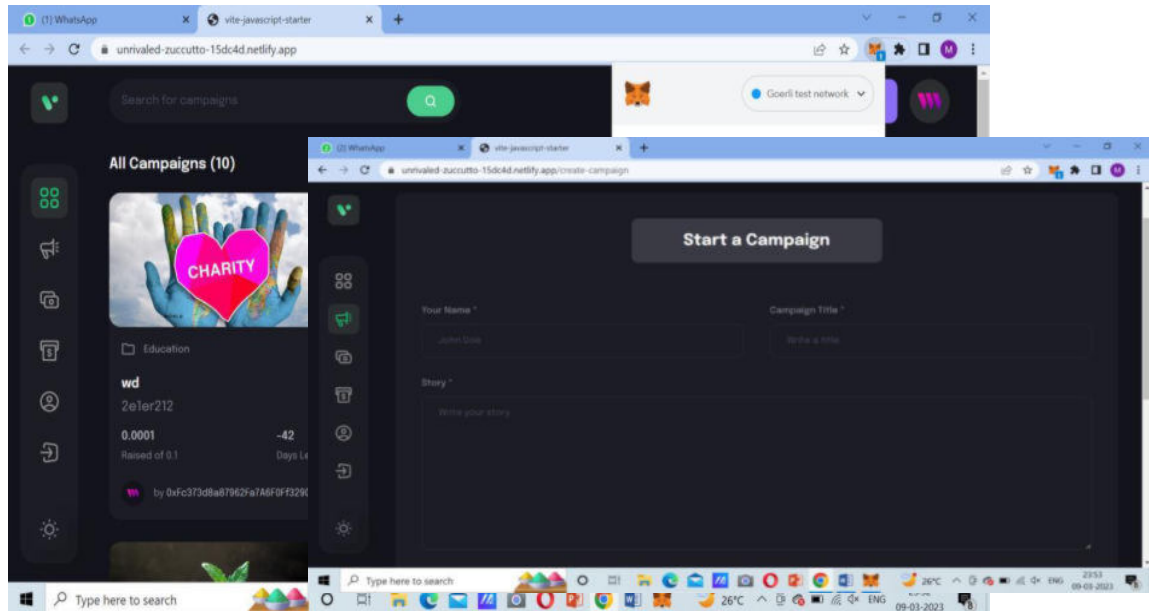 (1) WhatsApp
vite-javascript-starter
unrivaled-zuccutto-15dc4d.netlify.app
M
Search for campaigns
Goerli test network
All Campaigns (10)
CHARITY
Education
wd
2e1er212
0.0001
-42
Raised of 0.1
Days Le
by 0xFc373d8a87962Fa7A6F0Ff329
Type here to search
26°C
ENG
09-03-2023
(2) WhatsApp
vite-javascript-starter
unrivaled-zuccutto-15dc4d.netlify.app/create-campaign
M
Start a Campaign
Your Name *
Campaign Title *
John Doe
Write a title
Story *
Write your story
Type here to search
26°C
ENG
23:53
09-03-2023